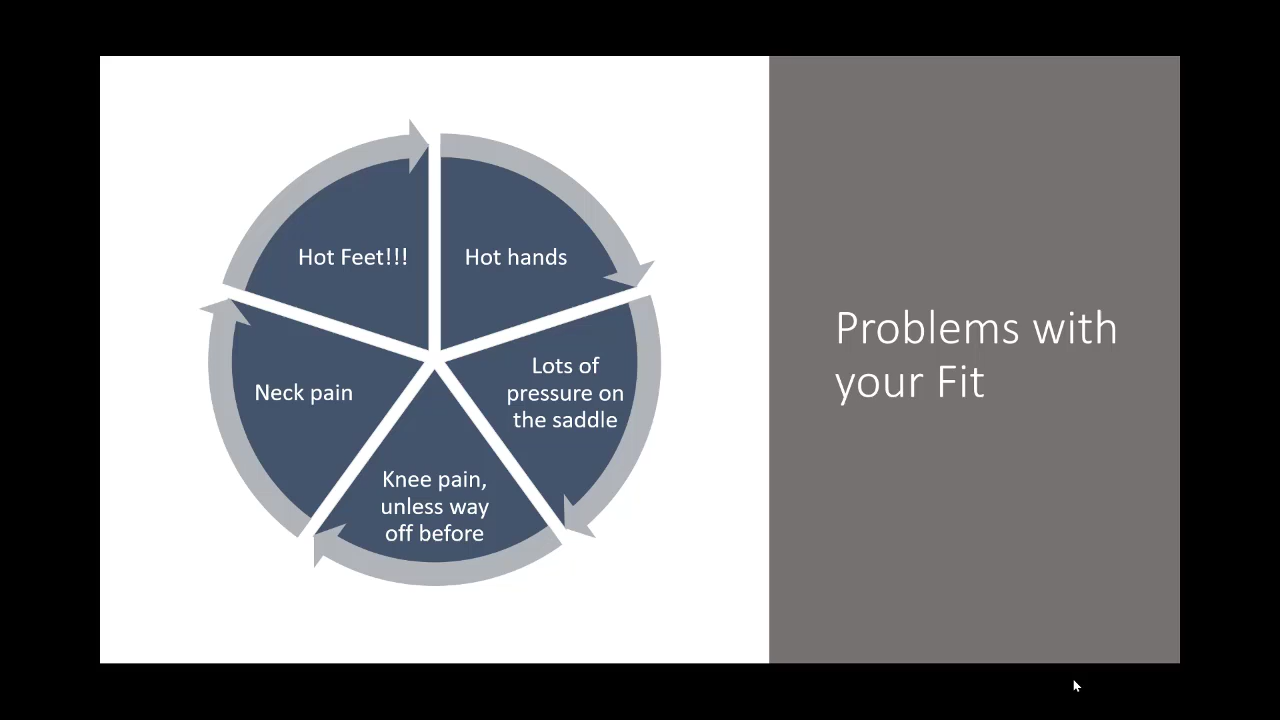 Hot Feet!!!
Hot hands
Lots of
pressure on
the saddle
Knee pain,
unless way
off before
Neck pain
Problems with
your Fit